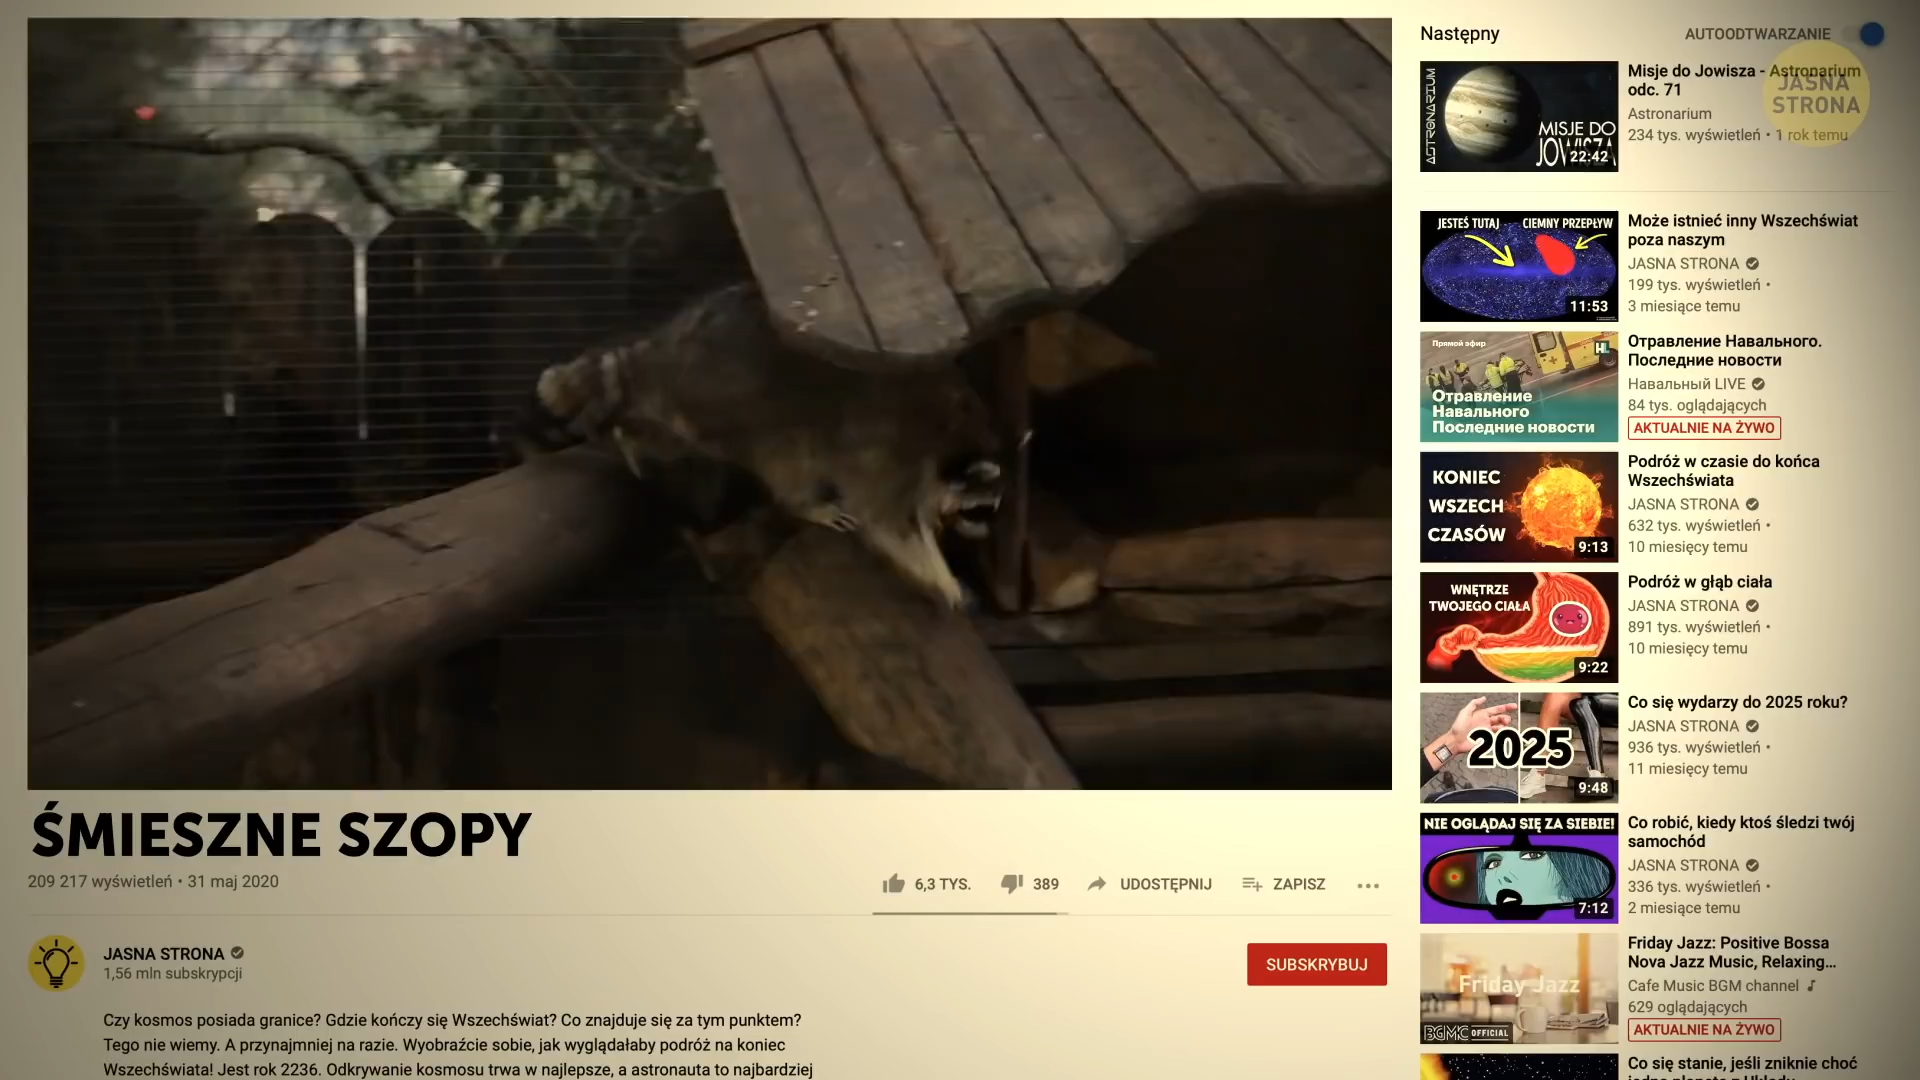 Następny
AUTOODTWARZANIE
JASNA
STRONA
ASTRONARIUM
MISJE DO
22:42
Misje do Jowisza - Astronarium
odc. 71
Astronarium
234 tys. wyświetleń • 1 rok temu
JESTEŚ TUTAJ CIEMNY PRZEPŁYW
11:53
Może istnieć inny Wszechświat
poza naszym
JASNA STRONA
199 tys. wyświetleń •
3 miesiące temu
Прямой эфир
HL
Отравление
Навального
Последние новости
Отравление Навального.
Последние новости
Навальный LIVE
84 tys. oglądających
AKTUALNIE NA ŻYWO
KONIEC
WSZECH
CZASÓW
9:13
Podróż w czasie do końca
Wszechświata
JASNA STRONA
632 tys. wyświetleń •
10 miesięcy temu
WNĘTRZE
TWOJEGO CIAŁA
9:22
Podróż w głąb ciała
JASNA STRONA
891 tys. wyświetleń •
10 miesięcy temu
2025
9:48
Co się wydarzy do 2025 roku?
JASNA STRONA
936 tys. wyświetleń •
11 miesięcy temu
NIE OGLĄDAJ SIĘ ZA SIEBIE!
7:12
Co robić, kiedy ktoś śledzi twój
samochód
JASNA STRONA
336 tys. wyświetleń •
2 miesiące temu
Friday Jazz
BGMC OFFICIAL
Friday Jazz: Positive Bossa
Nova Jazz Music, Relaxing...
Cafe Music BGM channel
629 oglądających
AKTUALNIE NA ŻYWO
Co się stanie, jeśli zniknie choć
ŚMIESZNE SZOPY
209 217 wyświetleń • 31 maj 2020
6,3 TYS. 389 UDOSTĘPNIJ ZAPISZ
JASNA STRONA
1,56 mln subskrypcji
SUBSKRYBUJ
Czy kosmos posiada granice? Gdzie kończy się Wszechświat? Co znajduje się za tym punktem?
Tego nie wiemy. A przynajmniej na razie. Wyobraźcie sobie, jak wyglądałaby podróż na koniec
Wszechświata! Jest rok 2236. Odkrywanie kosmosu trwa w najlepsze, a astronauta to najbardziej